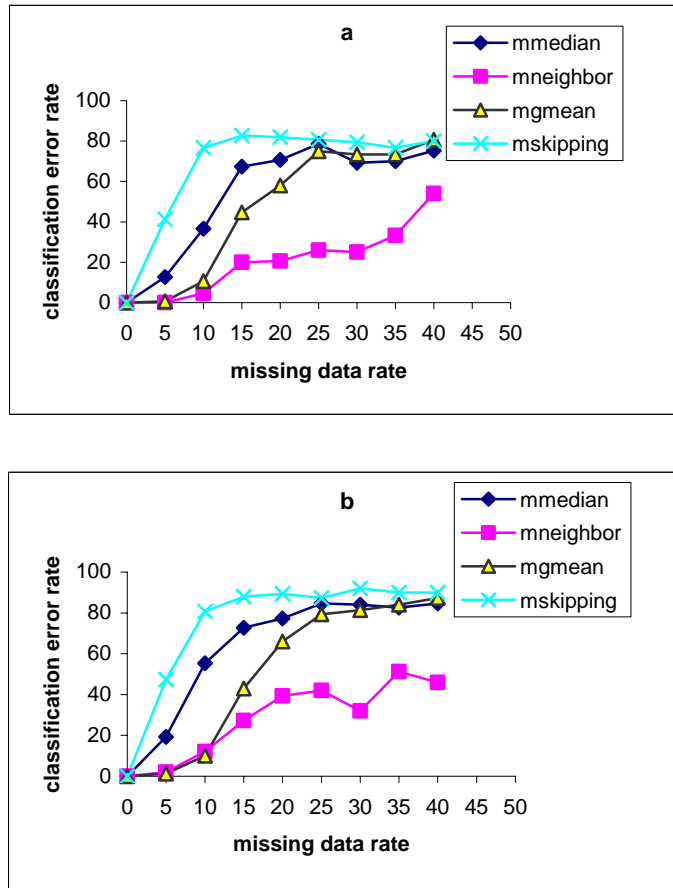 a
mmedian
mneighbor
mgmean
mskipping
classification error rate
100
80
60
40
20
0
0 5 10 15 20 25 30 35 40 45 50
missing data rate
b
mmedian
mneighbor
mgmean
mskipping
classification error rate
100
80
60
40
20
0
0 5 10 15 20 25 30 35 40 45 50
missing data rate